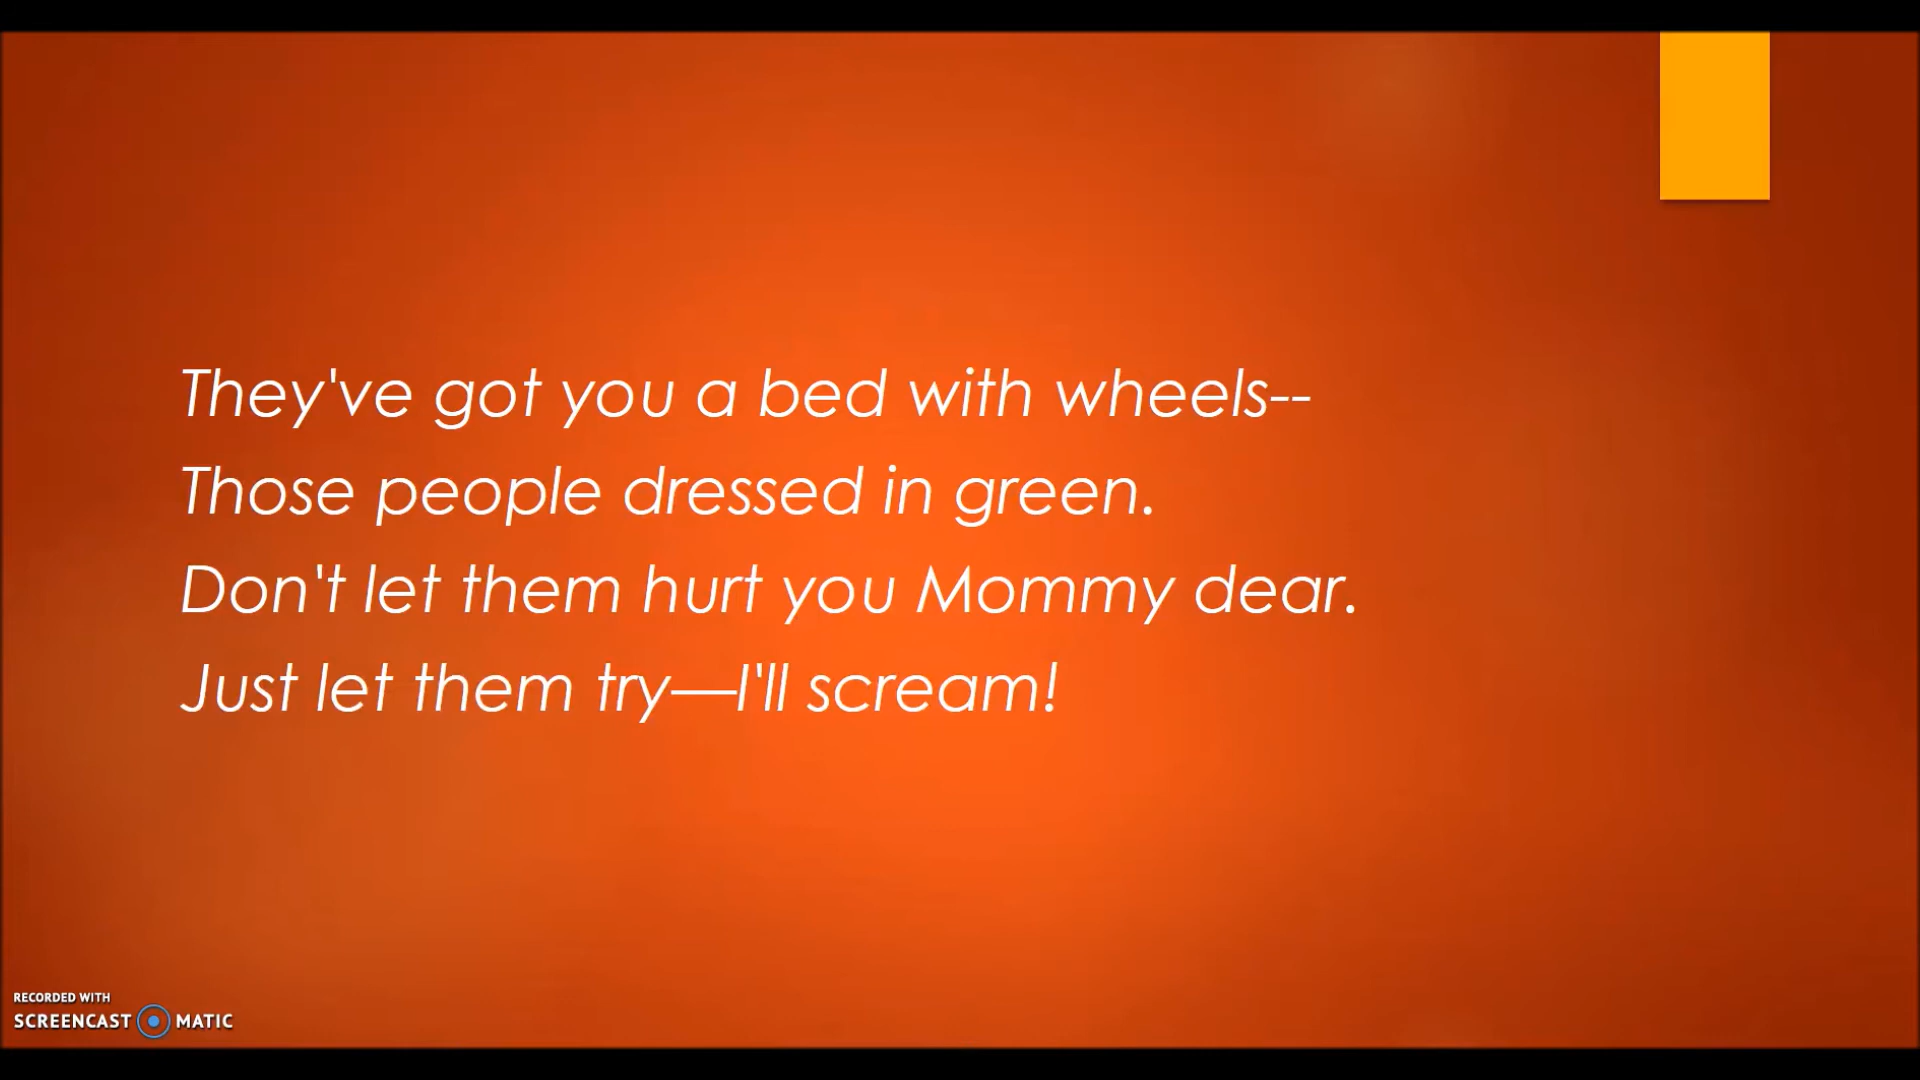 They've got you a bed with wheels--
Those people dressed in green.
Don't let them hurt you Mommy dear.
Just let them try—I'll scream!
RECORDED WITH
SCREENCAST MATIC